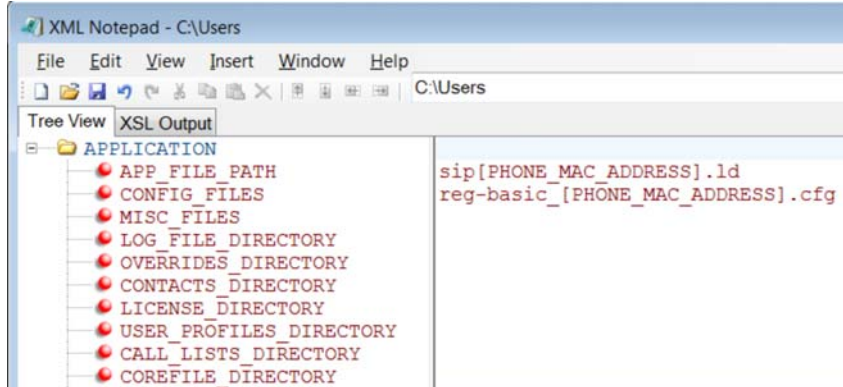 XML Notepad - C:\Users
File Edit View Insert Window Help
C:\Users
Tree View XSL Output
APPLICATION
APP_FILE_PATH sip[PHONE_MAC_ADDRESS].ld
CONFIG_FILES reg-basic_[PHONE_MAC_ADDRESS].cfg
MISC_FILES
LOG_FILE_DIRECTORY
OVERRIDES_DIRECTORY
CONTACTS_DIRECTORY
LICENSE_DIRECTORY
USER_PROFILES_DIRECTORY
CALL_LISTS_DIRECTORY
COREFILE_DIRECTORY